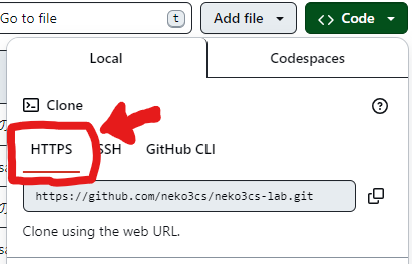 Go to file t Add file <> Code
Local Codespaces
Clone
HTTPS SSH GitHub CLI
https://github.com/neko3cs/neko3cs-lab.git
Clone using the web URL.